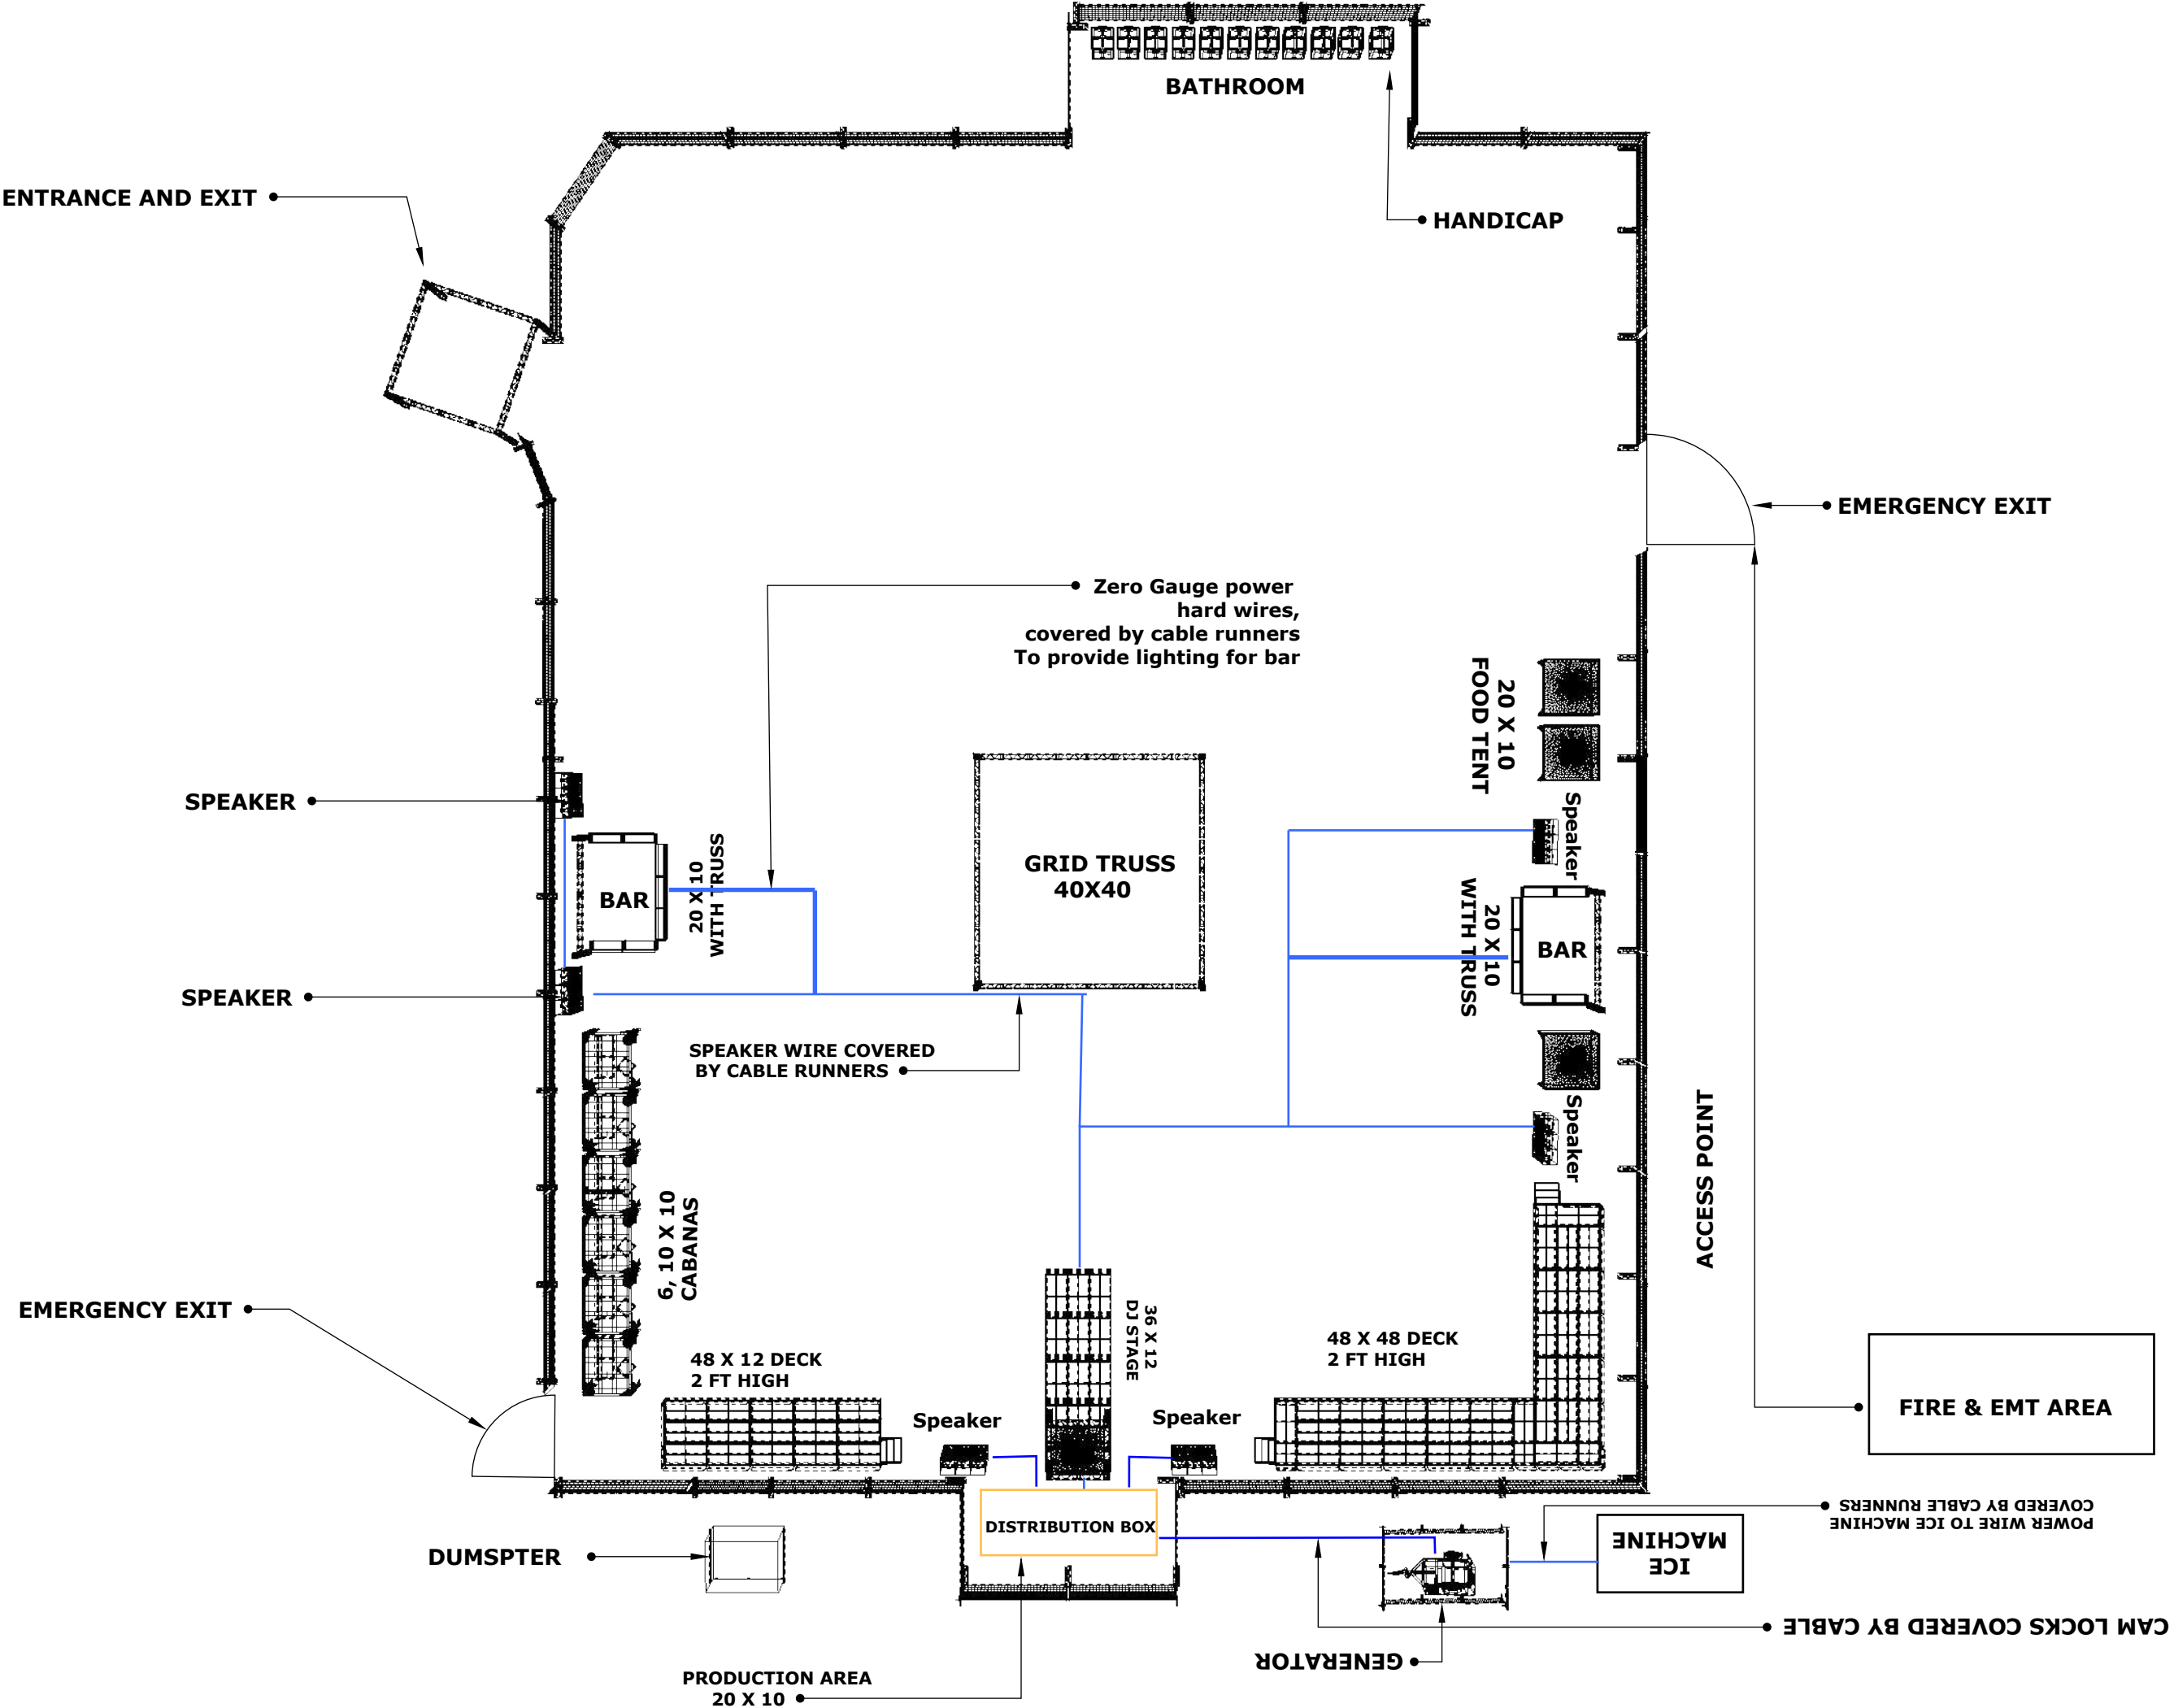 BATHROOM
ENTRANCE AND EXIT
HANDICAP
EMERGENCY EXIT
Zero Gauge power
hard wires,
covered by cable runners
To provide lighting for bar
20 X 10
FOOD TENT
SPEAKER
Speaker
GRID TRUSS
40X40
BAR
20 X 10
WITH TRUSS
20 X 10
WITH TRUSS
BAR
SPEAKER
SPEAKER WIRE COVERED
BY CABLE RUNNERS
Speaker
ACCESS POINT
6, 10 X 10
CABANAS
EMERGENCY EXIT
36 X 12
DJ STAGE
48 X 12 DECK
2 FT HIGH
48 X 48 DECK
2 FT HIGH
Speaker
Speaker
FIRE & EMT AREA
POWER WIRE TO ICE MACHINE
COVERED BY CABLE RUNNERS
DISTRIBUTION BOX
ICE
MACHINE
DUMSPTER
CAM LOCKS COVERED BY CABLE
GENERATOR
PRODUCTION AREA
20 X 10